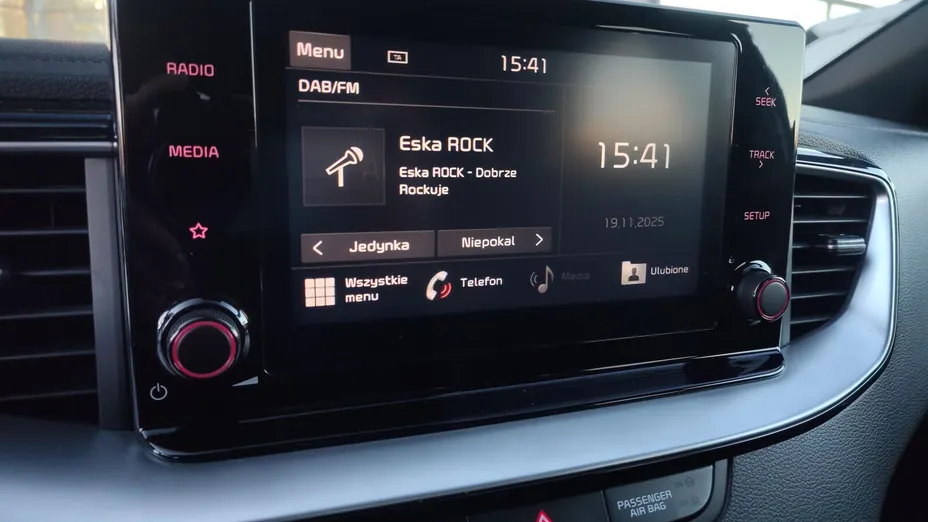 RADIO
MEDIA
Menu
TA
15:41
DAB/FM
Eska ROCK
Eska ROCK - Dobrze
Rockuje
Jedynka
Niepokal
15:41
19.11.2025
Wszystkie
menu
Telefon
Media
Ulubione
SEEK
TRACK
SETUP
PASSENGER
AIR BAG